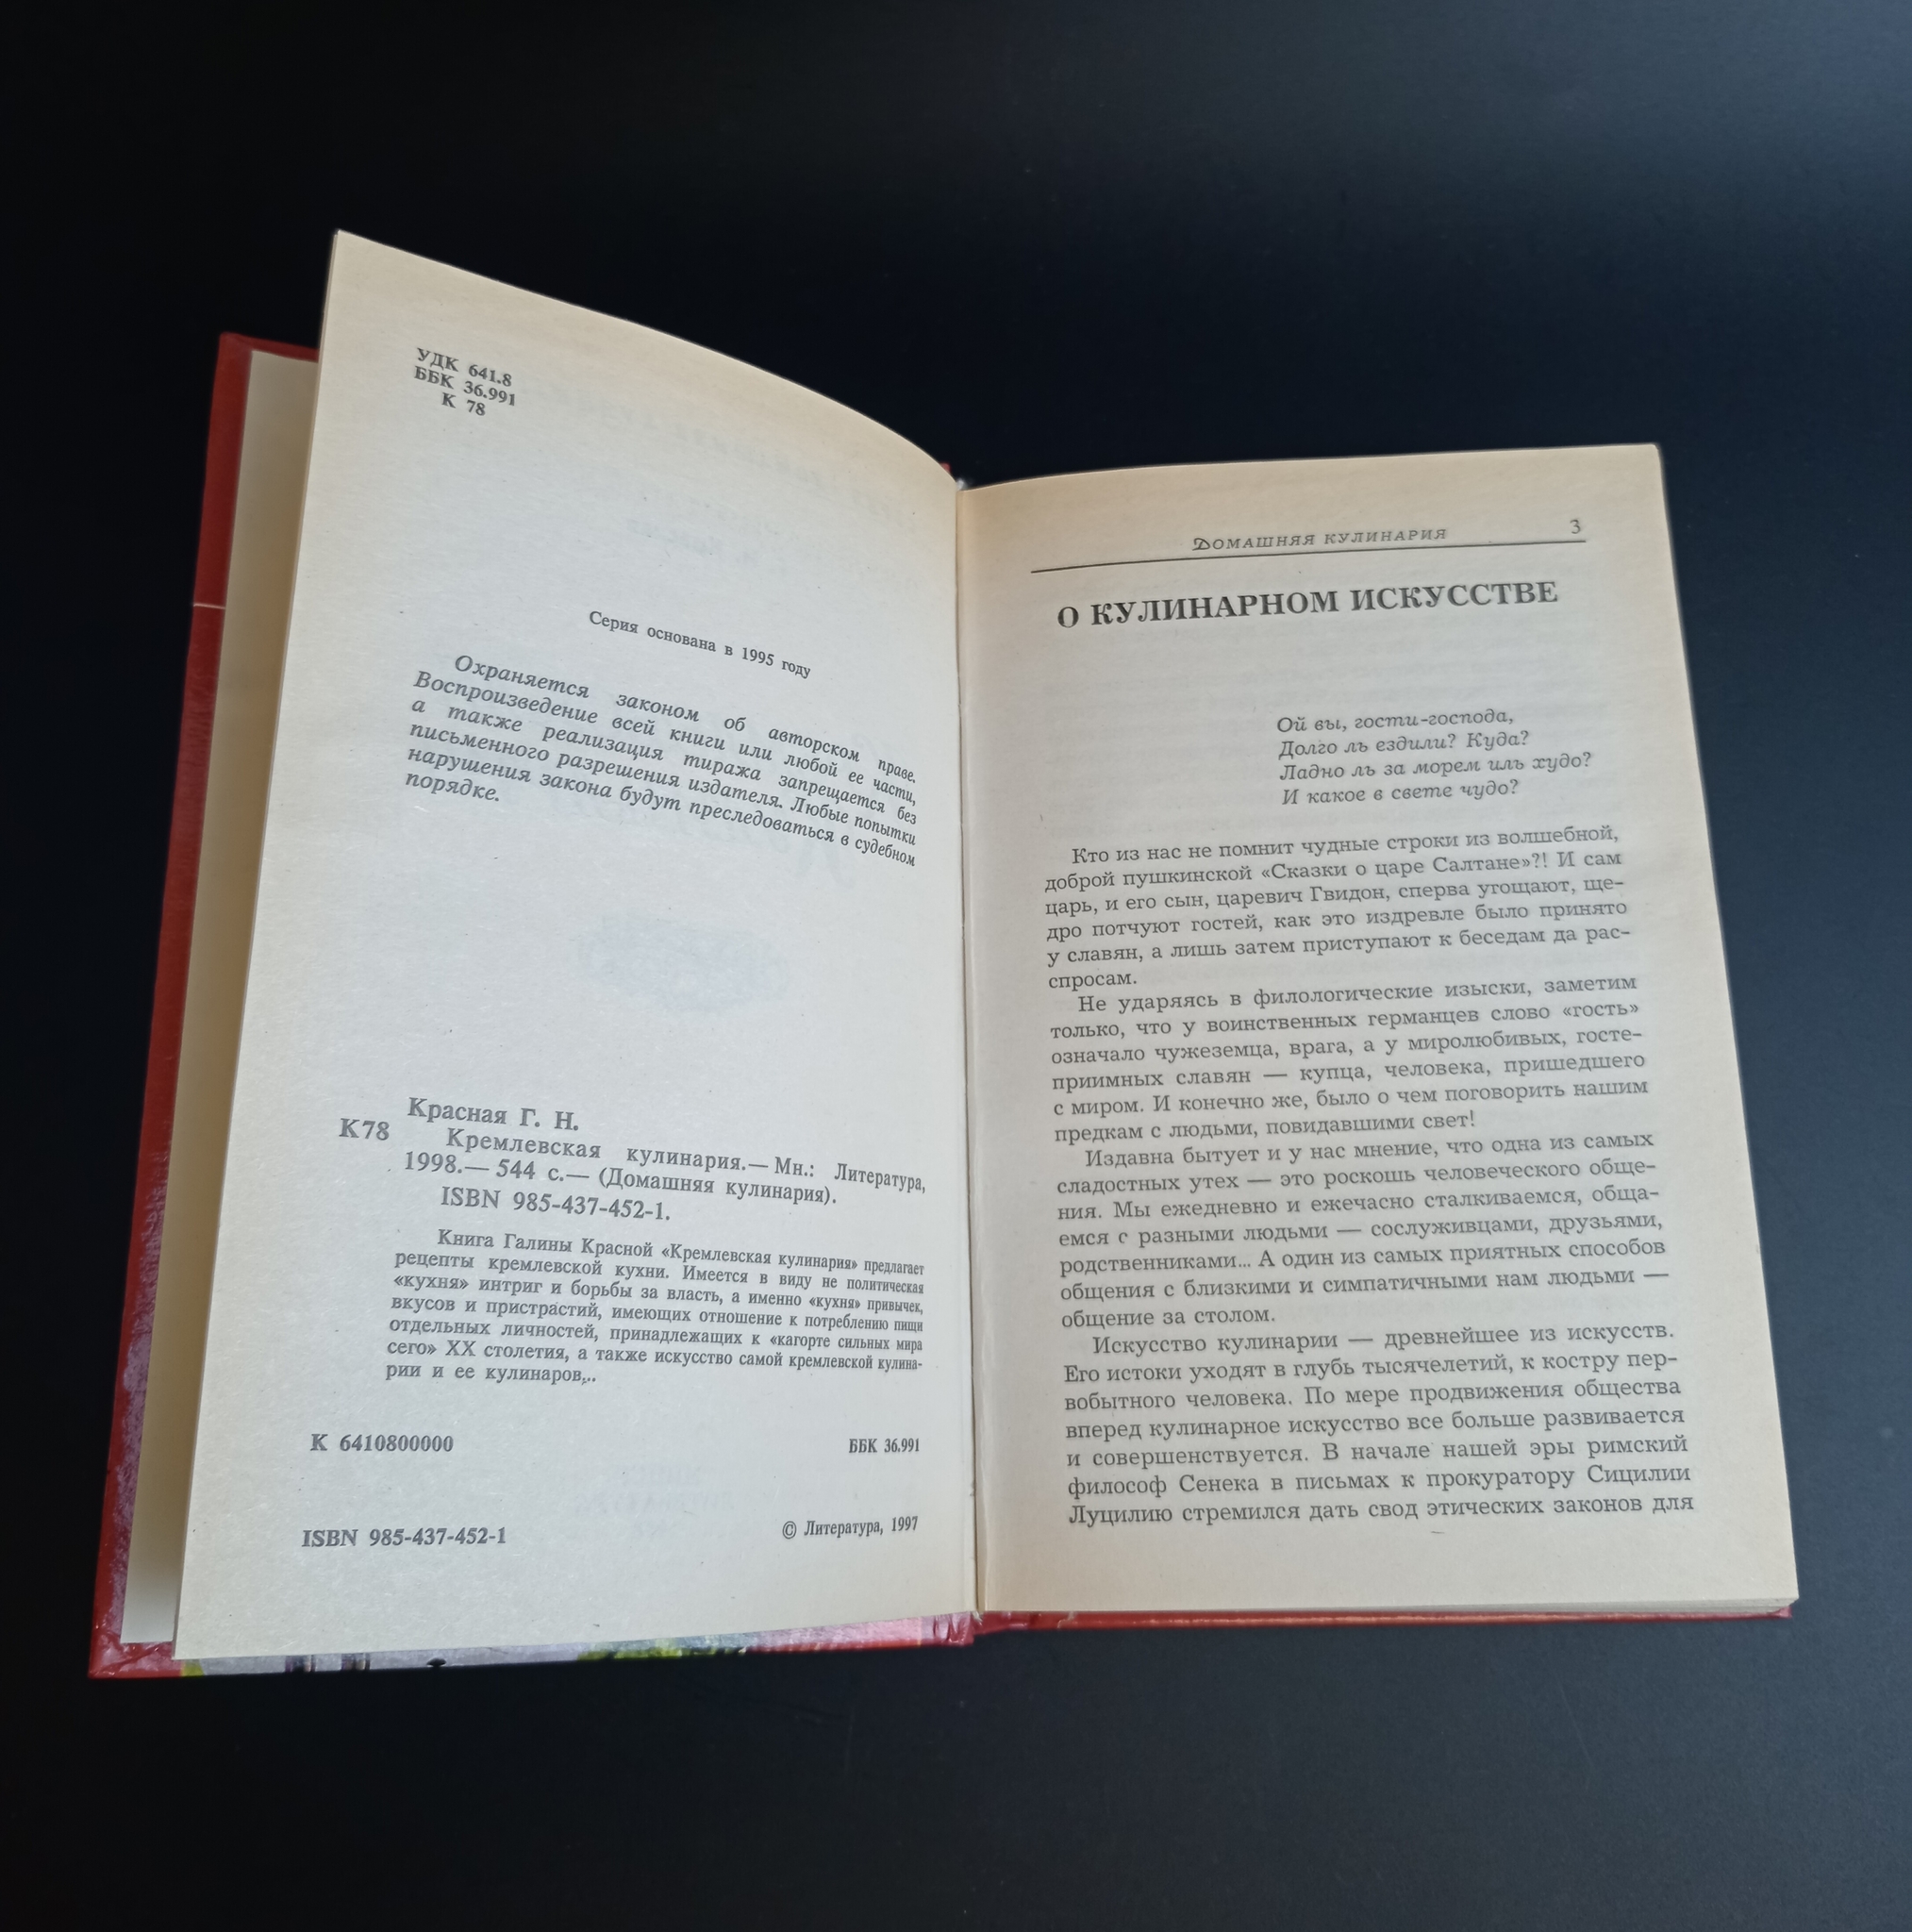 УДК 641.8
ББК 36.991
К 78
Серия основана в 1995 году
Охраняется законом об авторском праве.
Воспроизведение всей книги или любой ее части,
а также реализация тиража запрещается без
письменного разрешения издателя. Любые попытки
нарушения закона будут преследоваться в судебном
порядке.
Красная Г. Н.
К78 Кремлевская кулинария.— Мн.: Литература,
1998.— 544 с.— (Домашняя кулинария).
ISBN 985-437-452-1.
Книга Галины Красной «Кремлевская кулинария» предлагает
рецепты кремлевской кухни. Имеется в виду не политическая
«кухня» интриг и борьбы за власть, а именно «кухня» привычек,
вкусов и пристрастий, имеющих отношение к потреблению пищи
отдельных личностей, принадлежащих к «кагорте сильных мира
сего» XX столетия, а также искусство самой кремлевской кулина-
рии и ее кулинаров...
К 6410800000
ББК 36.991
ISBN 985-437-452-1
© Литература, 1997
Домашняя кулинария 3
О КУЛИНАРНОМ ИСКУССТВЕ
Ой вы, гости-господа,
Долго ль ездили? Куда?
Ладно ль за морем иль худо?
И какое в свете чудо?
Кто из нас не помнит чудные строки из волшебной,
доброй пушкинской «Сказки о царе Салтане»?! И сам
царь, и его сын, царевич Гвидон, сперва угощают, ще-
дро потчуют гостей, как это издревле было принято
у славян, а лишь затем приступают к беседам да рас-
спросам.
Не ударяясь в филологические изыски, заметим
только, что у воинственных германцев слово «гость»
означало чужеземца, врага, а у миролюбивых, госте-
приимных славян — купца, человека, пришедшего
с миром. И конечно же, было о чем поговорить нашим
предкам с людьми, повидавшими свет!
Издавна бытует и у нас мнение, что одна из самых
сладостных утех — это роскошь человеческого обще-
ния. Мы ежедневно и ежечасно сталкиваемся, обща-
емся с разными людьми — сослуживцами, друзьями,
родственниками... А один из самых приятных способов
общения с близкими и симпатичными нам людьми —
общение за столом.
Искусство кулинарии — древнейшее из искусств.
Его истоки уходят в глубь тысячелетий, к костру пер-
вобытного человека. По мере продвижения общества
вперед кулинарное искусство все больше развивается
и совершенствуется. В начале нашей эры римский
философ Сенека в письмах к прокуратору Сицилии
Луцилию стремился дать свод этических законов для